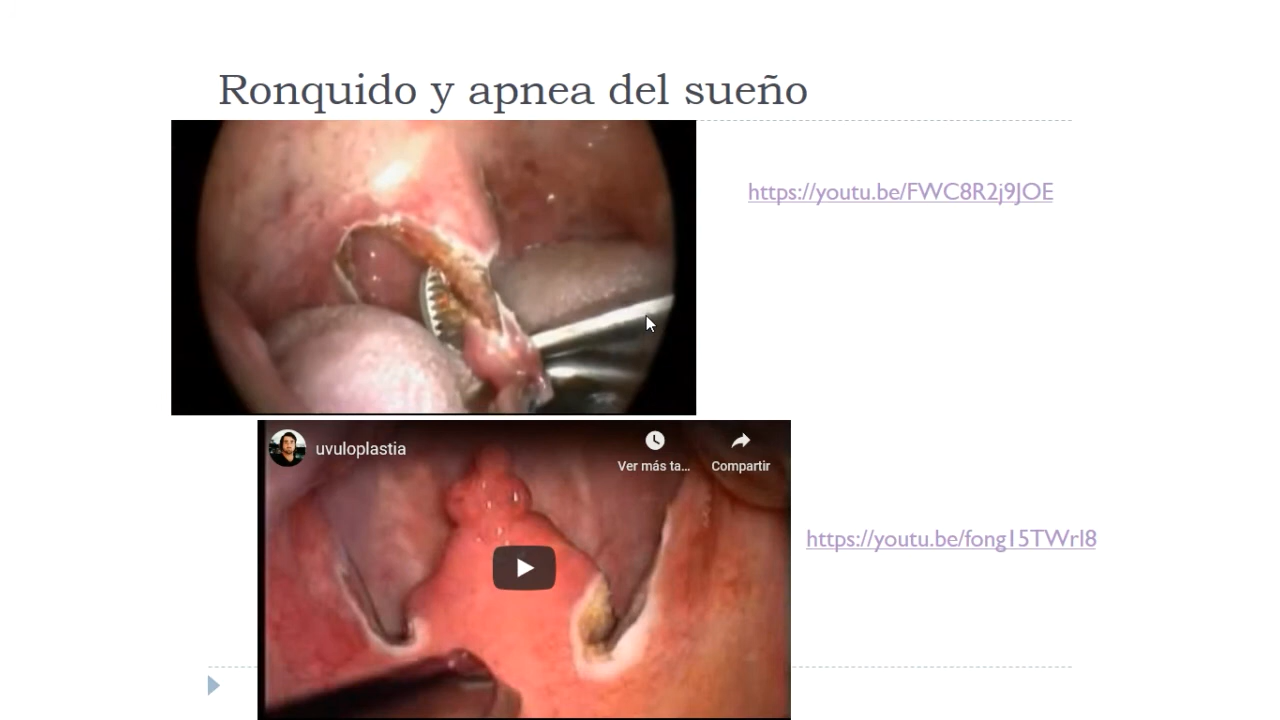 Ronquido y apnea del sueño
https://youtu.be/FWC8R2j9JOE
uvuloplastia
Ver más ta...
Compartir
https://youtu.be/fong15TWrl8